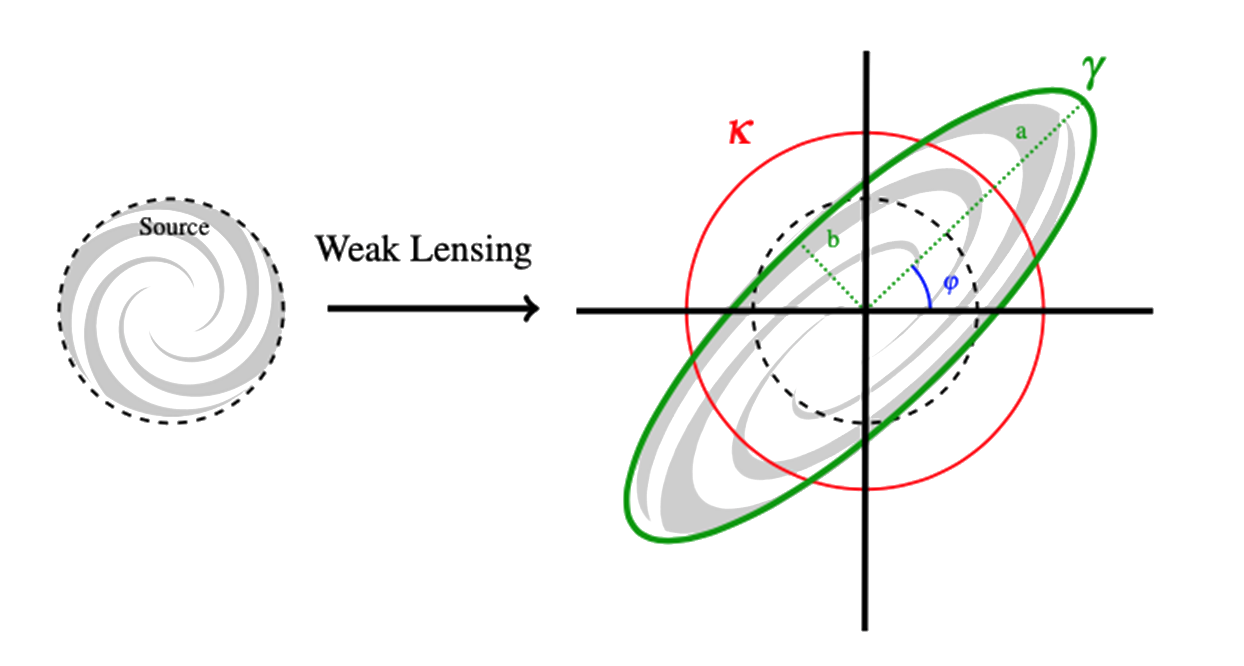 Source
Weak Lensing
κ
γ
a
b
φ